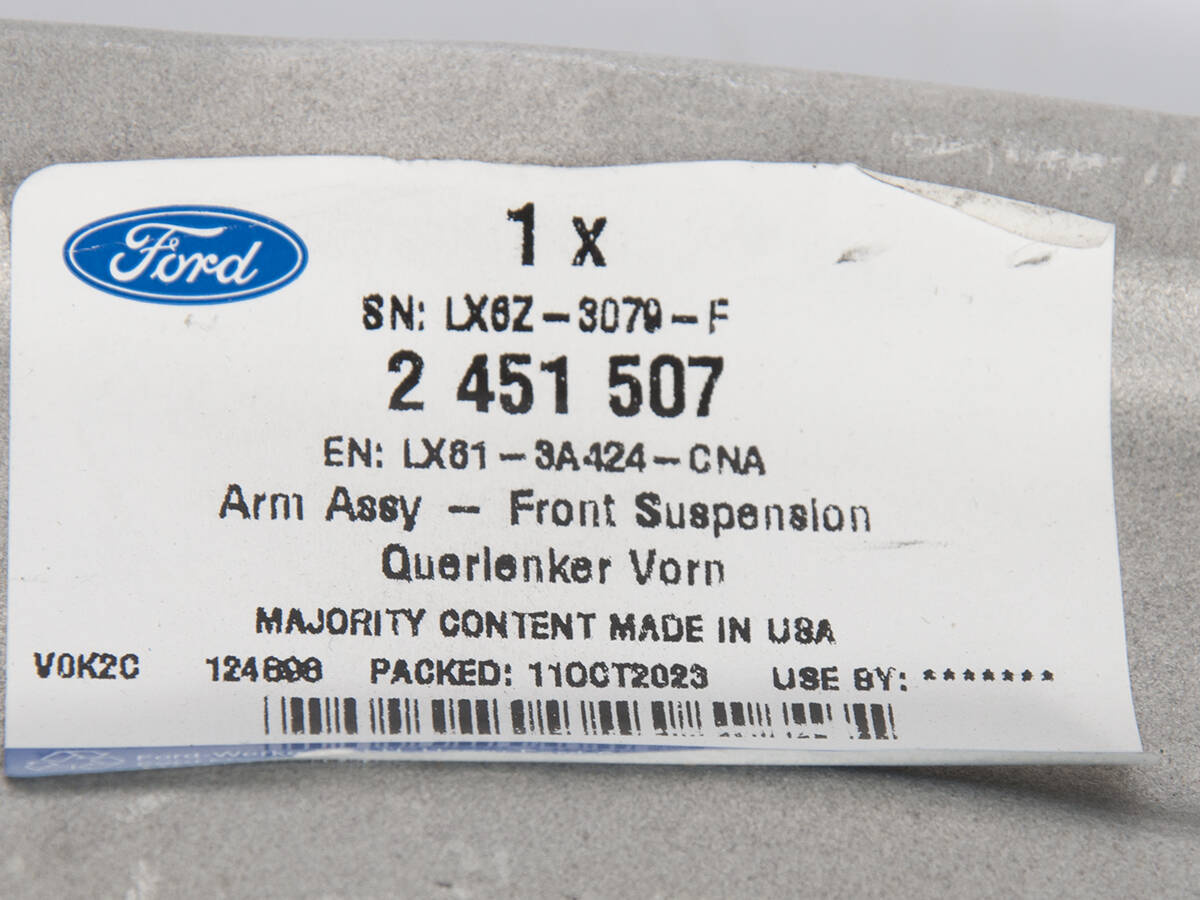 Ford
1 x
SN: LX6Z-3079-F
2 451 507
EN: LX61-3A424-CNA
Arm Assy - Front Suspension
Querlenker Vorn
MAJORITY CONTENT MADE IN USA
V0K2C 124698 PACKED: 11OCT2023 USE BY: *******